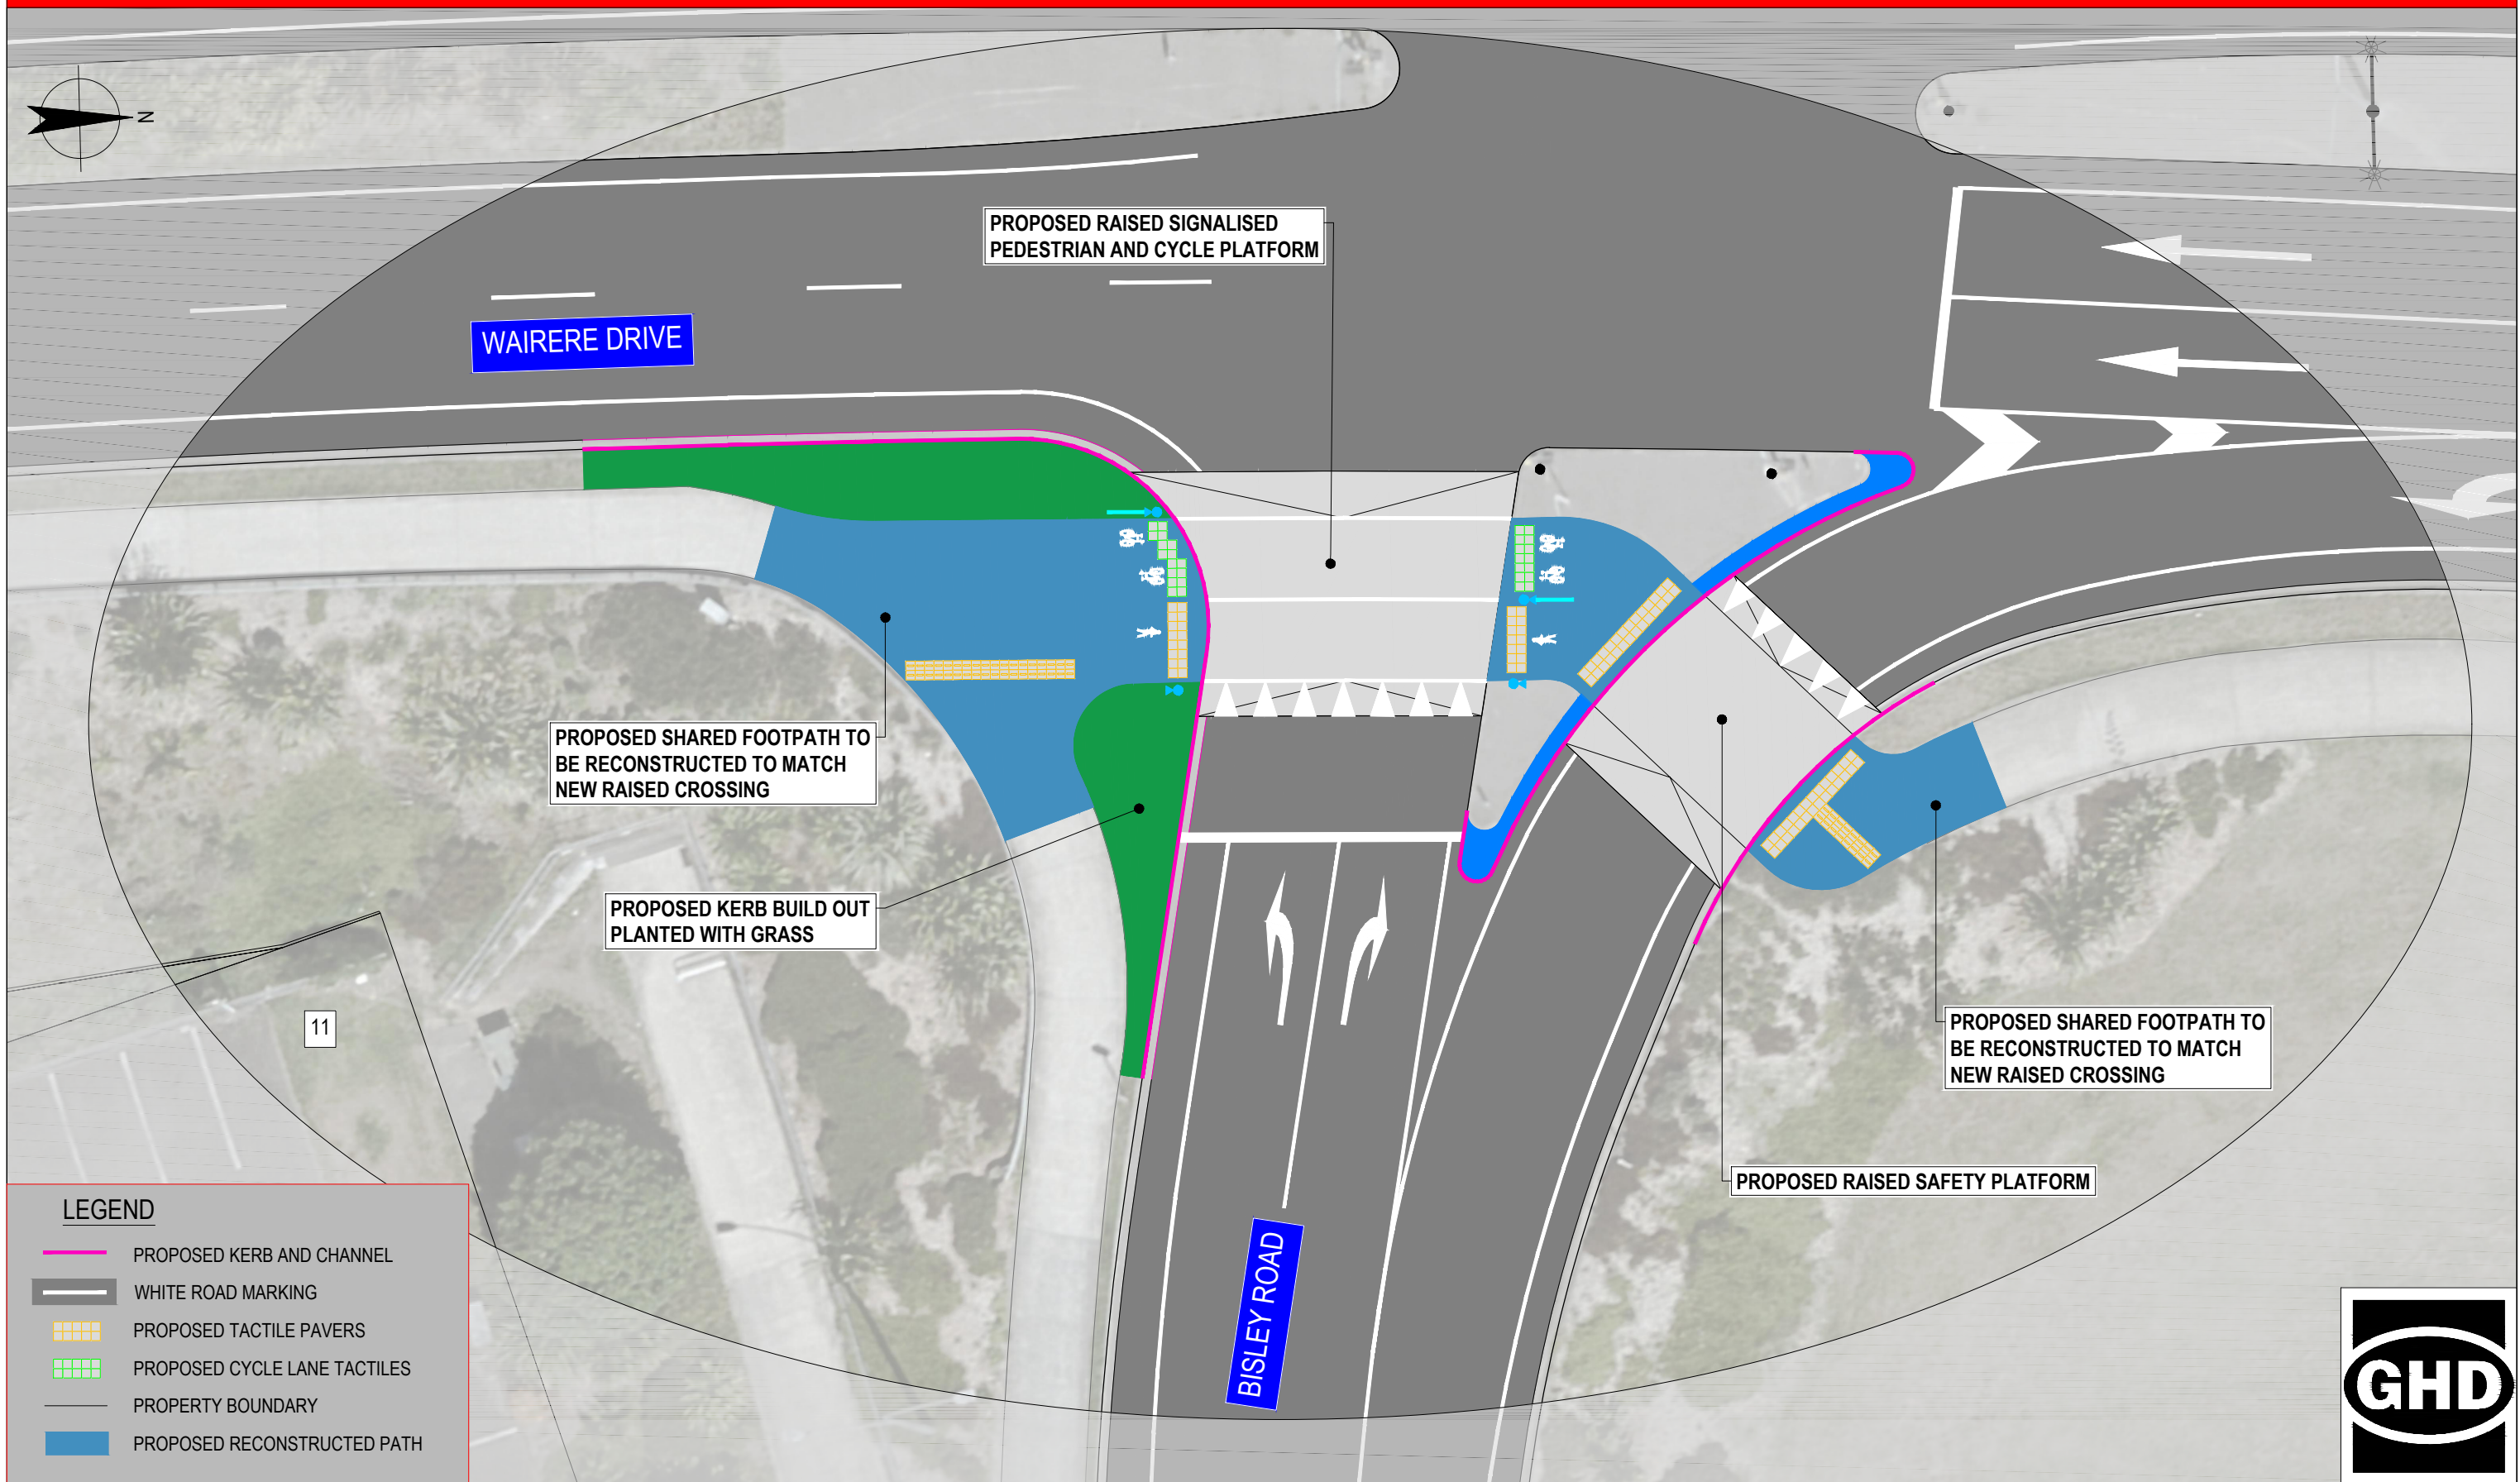 N
PROPOSED RAISED SIGNALISED
PEDESTRIAN AND CYCLE PLATFORM
WAIRERE DRIVE
PROPOSED SHARED FOOTPATH TO
BE RECONSTRUCTED TO MATCH
NEW RAISED CROSSING
PROPOSED KERB BUILD OUT
PLANTED WITH GRASS
11
PROPOSED SHARED FOOTPATH TO
BE RECONSTRUCTED TO MATCH
NEW RAISED CROSSING
PROPOSED RAISED SAFETY PLATFORM
BISLEY ROAD
LEGEND
PROPOSED KERB AND CHANNEL
WHITE ROAD MARKING
PROPOSED TACTILE PAVERS
PROPOSED CYCLE LANE TACTILES
PROPERTY BOUNDARY
PROPOSED RECONSTRUCTED PATH
GHD